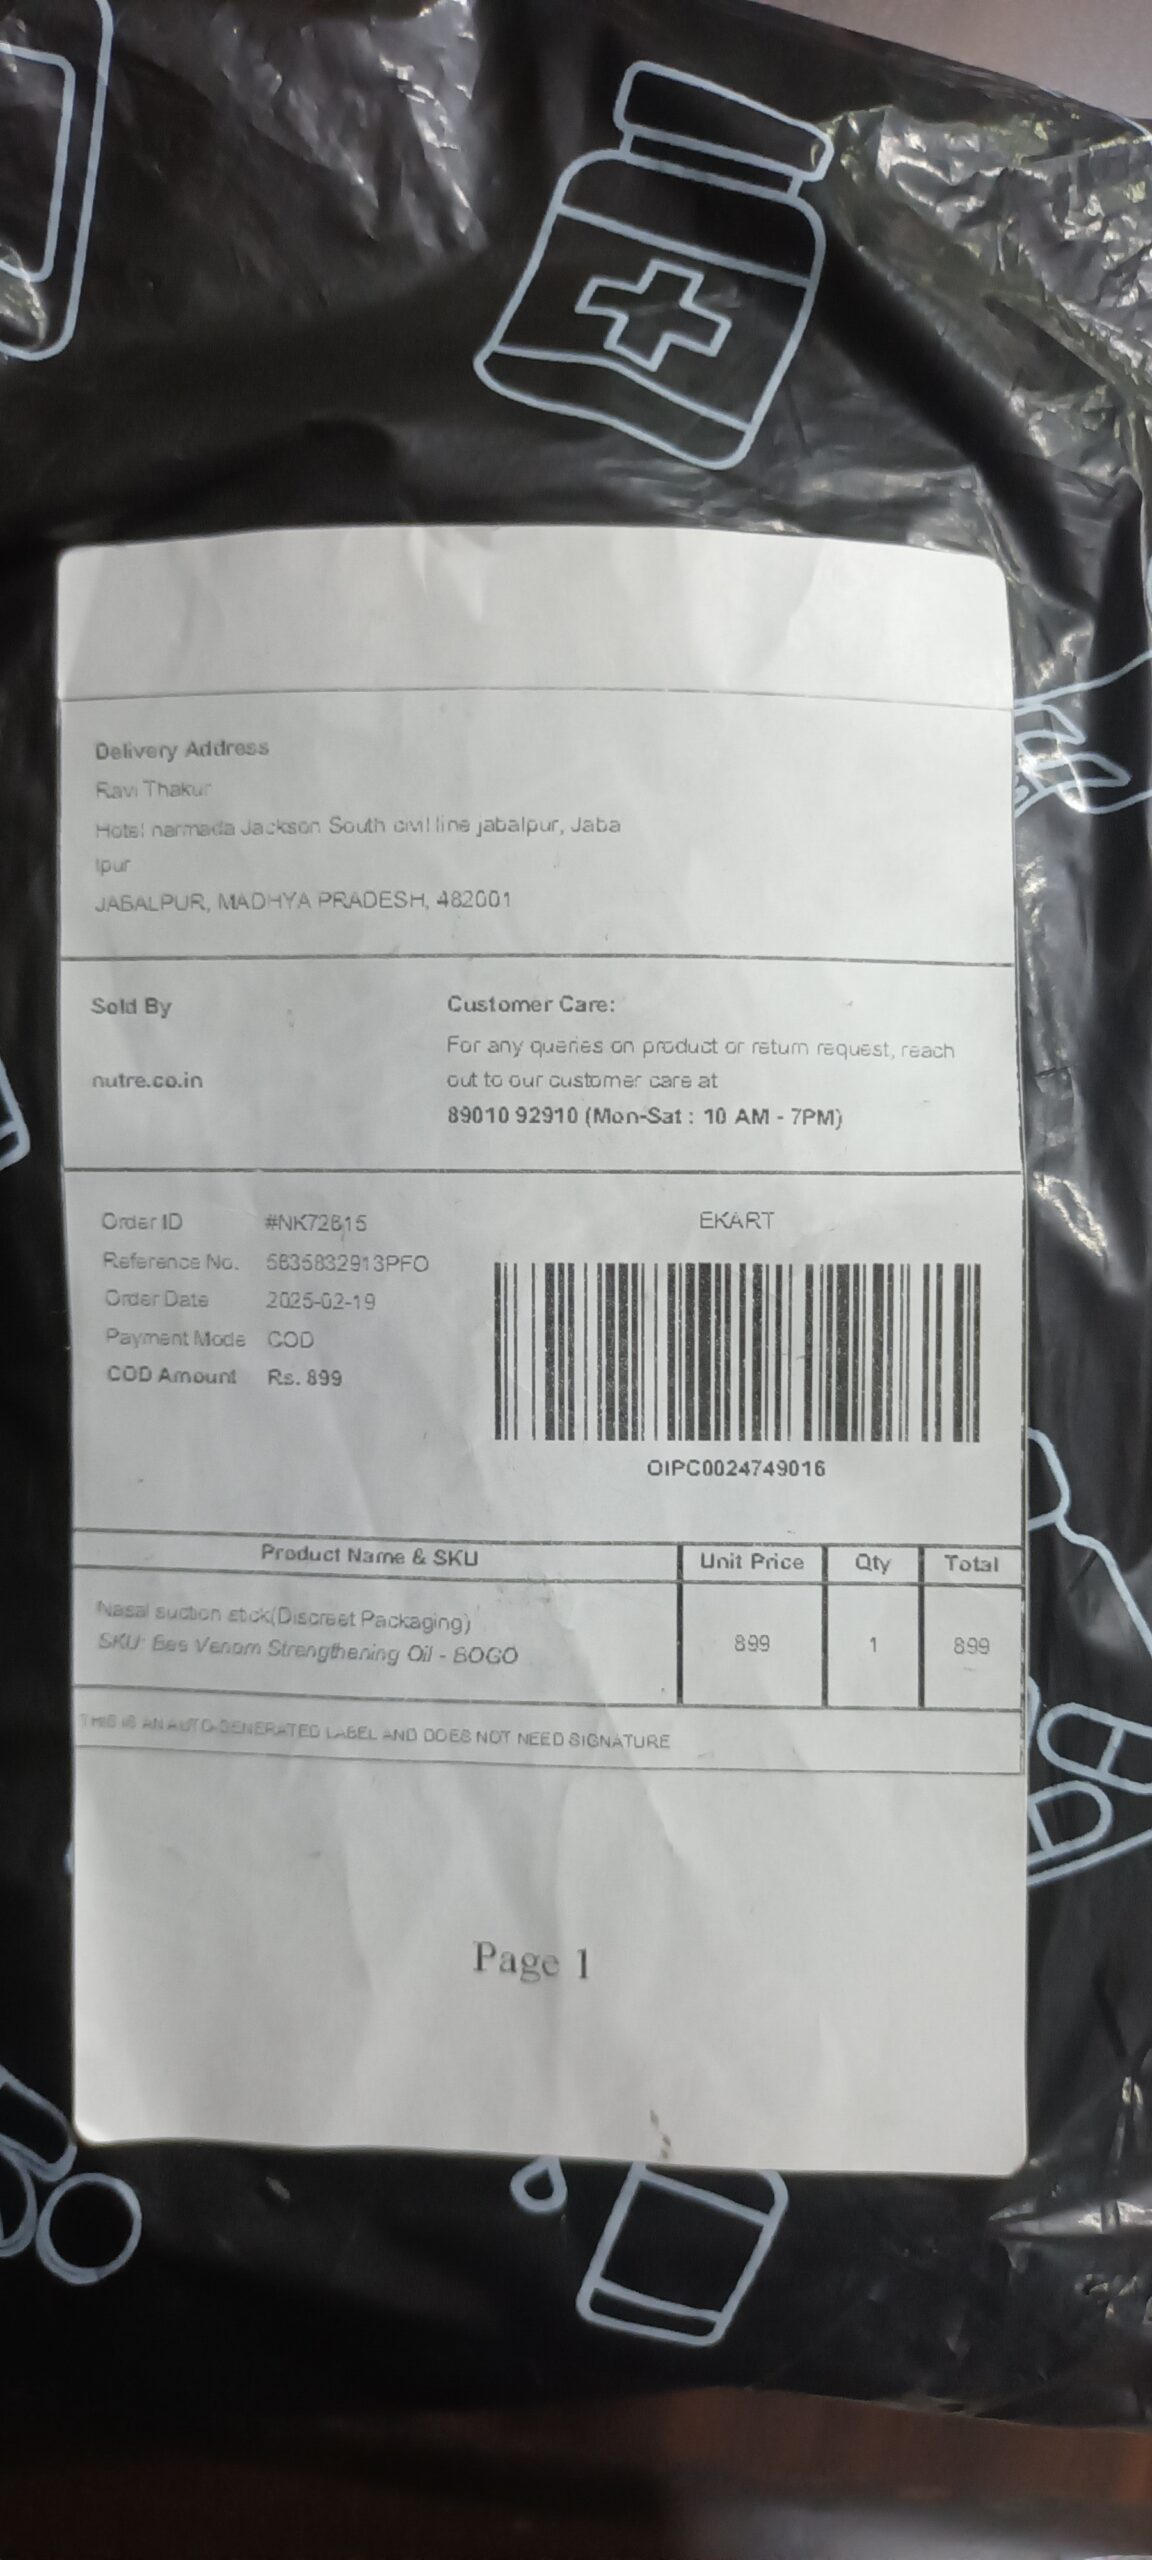 Delivery Address
Ravi Thakur
Hotel narmada Jackson South civil line jabalpur, Jaba
lpur
JABALPUR, MADHYA PRADESH, 482001
Sold By
nutre.co.in
Customer Care:
For any queries on product or return request, reach
out to our customer care at
89010 92910 (Mon-Sat : 10 AM - 7PM)
Order ID #NK72615
Reference No. 5835832913PFO
Order Date 2025-02-19
Payment Mode COD
COD Amount Rs. 899
EKART
OIPC0024749016
Product Name & SKU Unit Price Qty Total
Nasal suction stick(Discreet Packaging)
SKU: Bee Venom Strengthening Oil - BOGO
899 1 899
THIS IS AN AUTO-GENERATED LABEL AND DOES NOT NEED SIGNATURE
Page 1